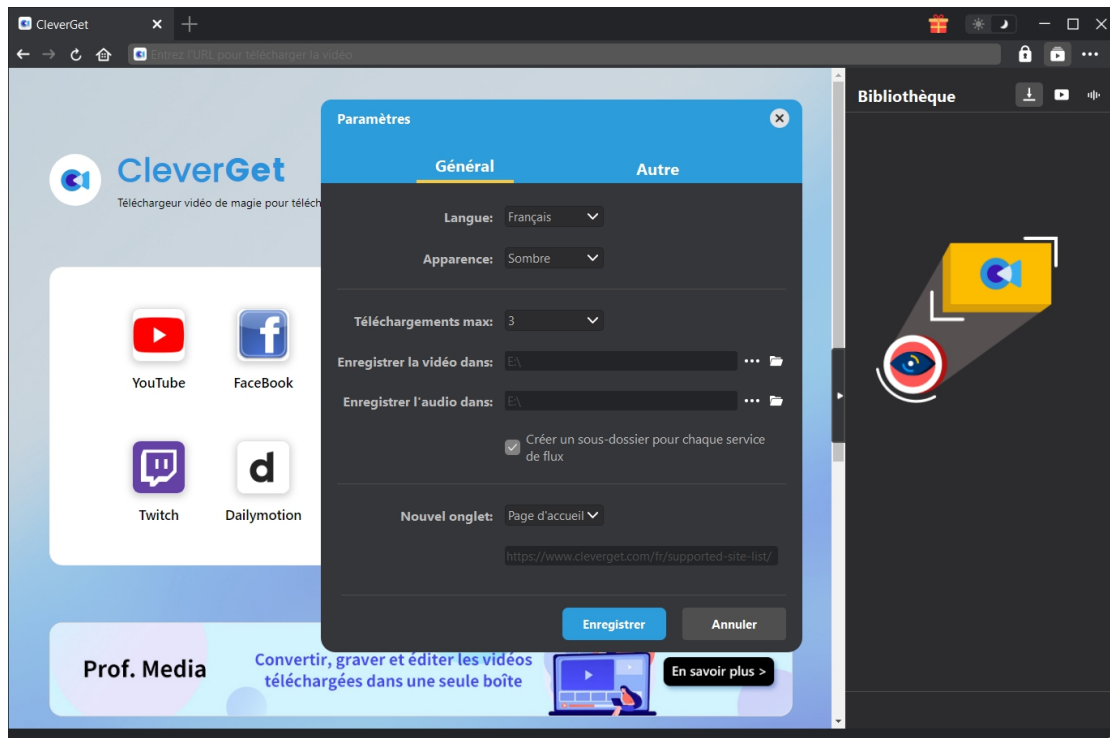 CleverGet
Entrez l'URL pour télécharger la vidéo
Bibliothèque
CleverGet
Téléchargeur vidéo de magie pour téléch
YouTube
FaceBook
Twitch
Dailymotion
Paramètres
Général
Autre
Langue: Français
Apparence: Sombre
Téléchargements max: 3
Enregistrer la vidéo dans: E:\
Enregistrer l'audio dans: E:\
Créer un sous-dossier pour chaque service
de flux
Nouvel onglet: Page d'accueil
https://www.cleverget.com/fr/supported-site-list/
Enregistrer
Annuler
Prof. Media
Convertir, graver et éditer les vidéos
téléchargées dans une seule boîte
En savoir plus >